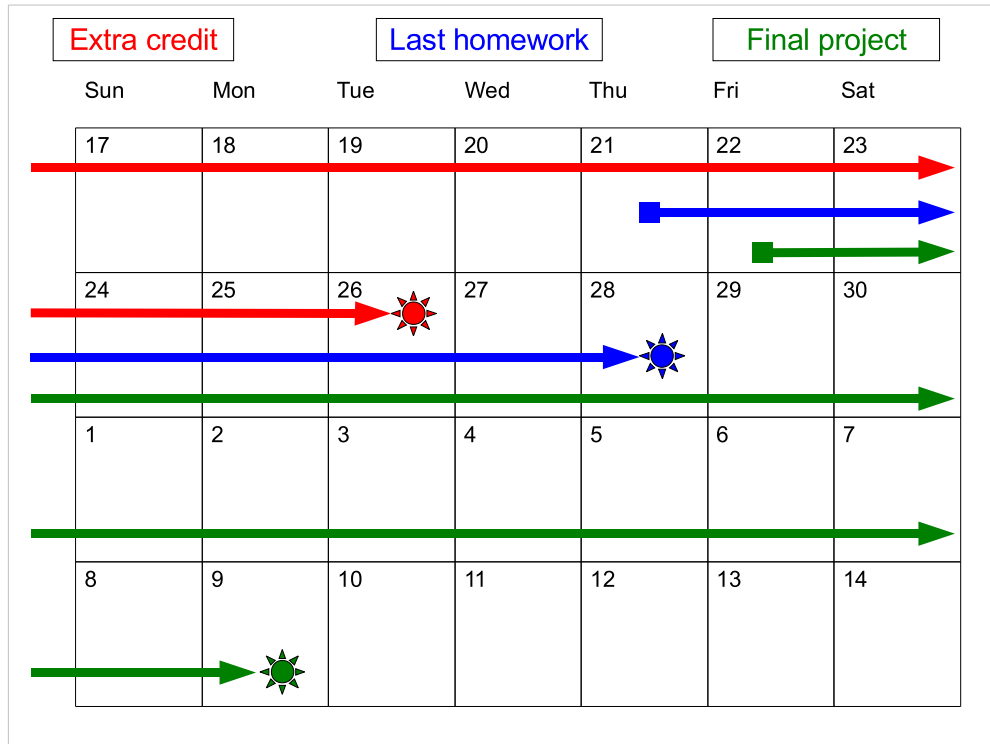 Extra credit Last homework Final project
Sun Mon Tue Wed Thu Fri Sat
17 18 19 20 21 22 23
24 25 26 27 28 29 30
1 2 3 4 5 6 7
8 9 10 11 12 13 14